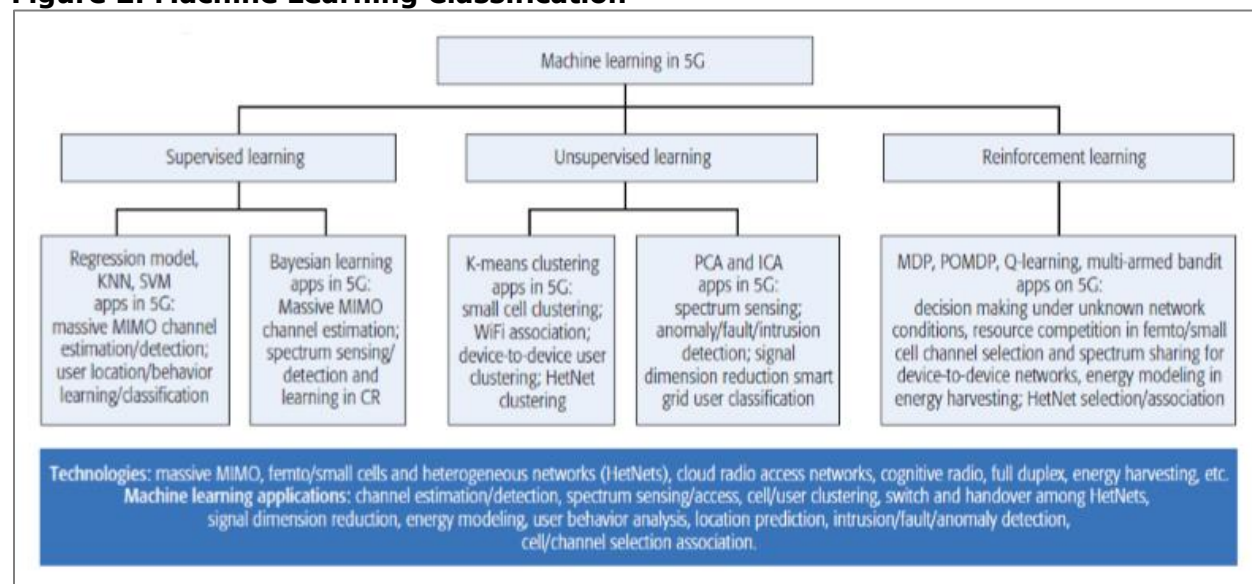 Figure 2. Machine Learning Classification
Machine learning in 5G
Supervised learning
Unsupervised learning
Reinforcement learning
Regression model,
KNN, SVM
apps in 5G:
massive MIMO channel
estimation/detection;
user location/behavior
learning/classification
Bayesian learning
apps in 5G:
Massive MIMO
channel estimation;
spectrum sensing/
detection and
learning in CR
K-means clustering
apps in 5G:
small cell clustering;
WiFi association;
device-to-device user
clustering; HetNet
clustering
PCA and ICA
apps in 5G:
spectrum sensing;
anomaly/fault/intrusion
detection; signal
dimension reduction smart
grid user classification
MDP, POMDP, Q-learning, multi-armed bandit
apps on 5G:
decision making under unknown network
conditions, resource competition in femto/small
cell channel selection and spectrum sharing for
device-to-device networks, energy modeling in
energy harvesting; HetNet selection/association
Technologies: massive MIMO, femto/small cells and heterogeneous networks (HetNets), cloud radio access networks, cognitive radio, full duplex, energy harvesting, etc.
Machine learning applications: channel estimation/detection, spectrum sensing/access, cell/user clustering, switch and handover among HetNets,
signal dimension reduction, energy modeling, user behavior analysis, location prediction, intrusion/fault/anomaly detection,
cell/channel selection association.